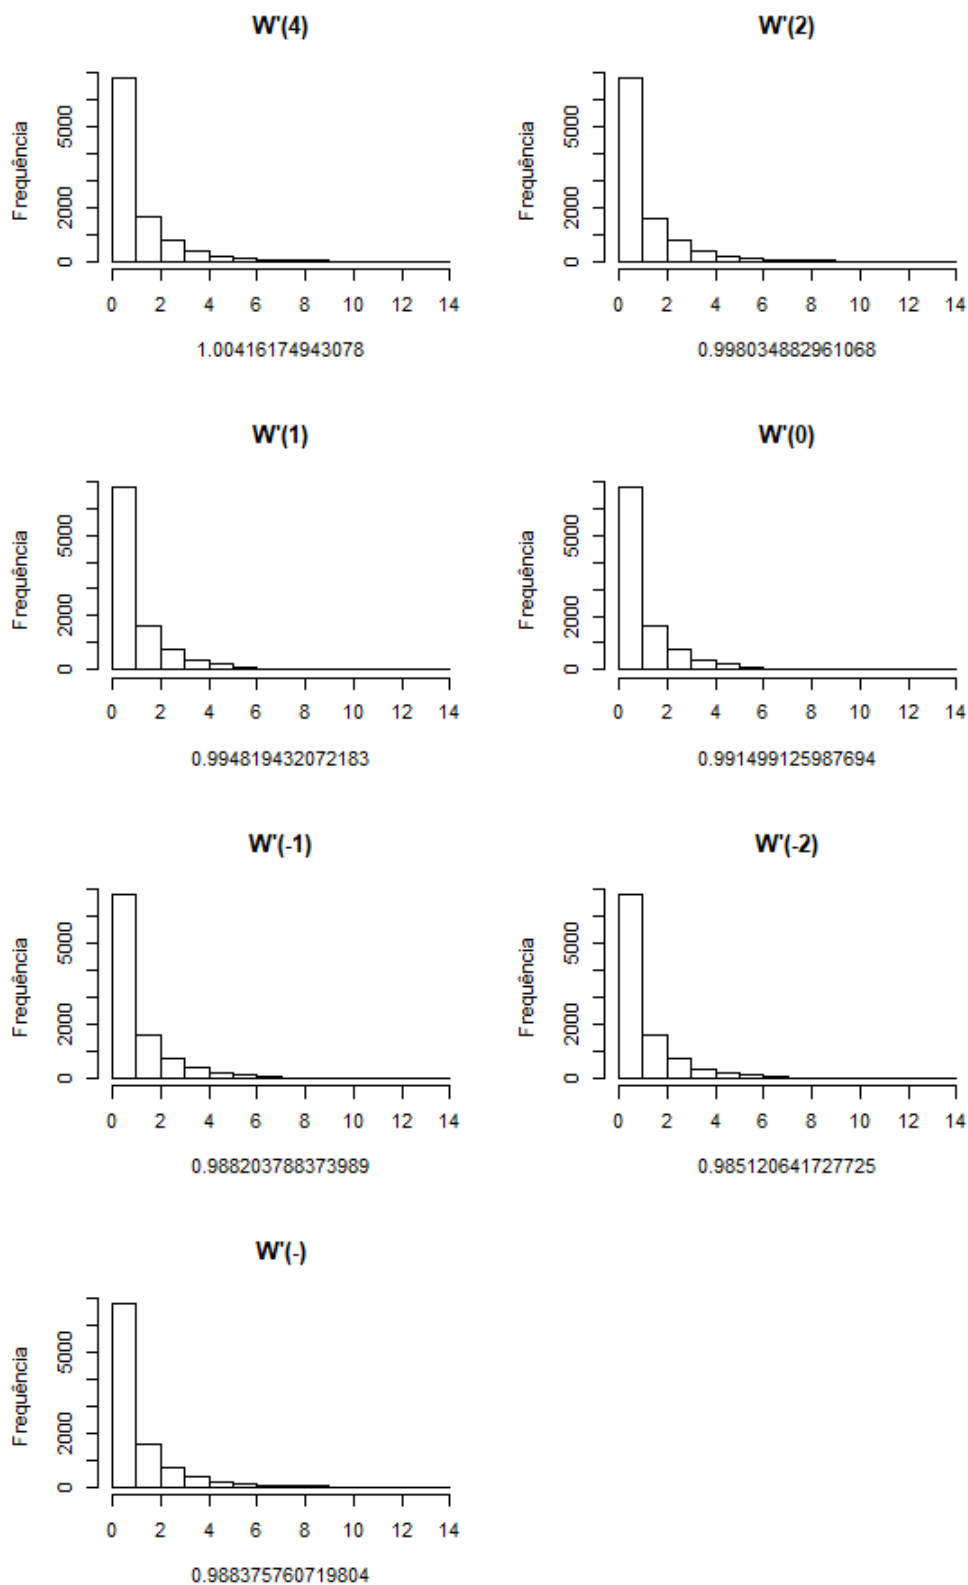 W'(4)
Frequência
5000
2000
0
0 2 4 6 8 10 12 14
1.00416174943078
W'(2)
Frequência
5000
2000
0
0 2 4 6 8 10 12 14
0.998034882961068
W'(1)
Frequência
5000
2000
0
0 2 4 6 8 10 12 14
0.994819432072183
W'(0)
Frequência
5000
2000
0
0 2 4 6 8 10 12 14
0.991499125987694
W'(-1)
Frequência
5000
2000
0
0 2 4 6 8 10 12 14
0.988203788373989
W'(-2)
Frequência
5000
2000
0
0 2 4 6 8 10 12 14
0.985120641727725
W'(-)
Frequência
5000
2000
0
0 2 4 6 8 10 12 14
0.988375760719804